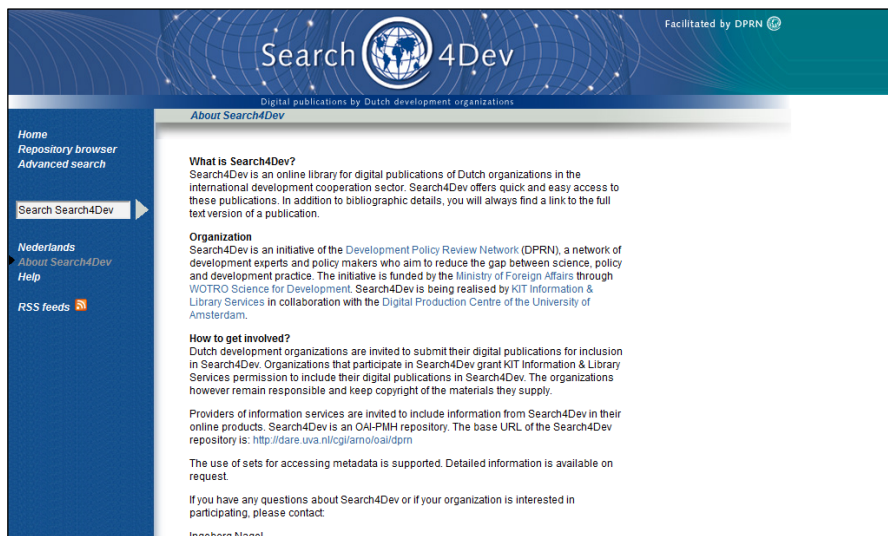 Facilitated by DPRN
Search 4Dev
Digital publications by Dutch development organizations
About Search4Dev
Home
Repository browser
Advanced search
Search Search4Dev
Nederlands
About Search4Dev
Help
RSS feeds
What is Search4Dev?
Search4Dev is an online library for digital publications of Dutch organizations in the
international development cooperation sector. Search4Dev offers quick and easy access to
these publications. In addition to bibliographic details, you will always find a link to the full
text version of a publication.
Organization
Search4Dev is an initiative of the Development Policy Review Network (DPRN), a network of
development experts and policy makers who aim to reduce the gap between science, policy
and development practice. The initiative is funded by the Ministry of Foreign Affairs through
WOTRO Science for Development. Search4Dev is being realised by KIT Information &
Library Services in collaboration with the Digital Production Centre of the University of
Amsterdam.
How to get involved?
Dutch development organizations are invited to submit their digital publications for inclusion
in Search4Dev. Organizations that participate in Search4Dev grant KIT Information & Library
Services permission to include their digital publications in Search4Dev. The organizations
however remain responsible and keep copyright of the materials they supply.
Providers of information services are invited to include information from Search4Dev in their
online products. Search4Dev is an OAI-PMH repository. The base URL of the Search4Dev
repository is: http://dare.uva.nl/cgi/arno/oai/dprn
The use of sets for accessing metadata is supported. Detailed information is available on
request.
If you have any questions about Search4Dev or if your organization is interested in
participating, please contact:
Ingeborg Nagel